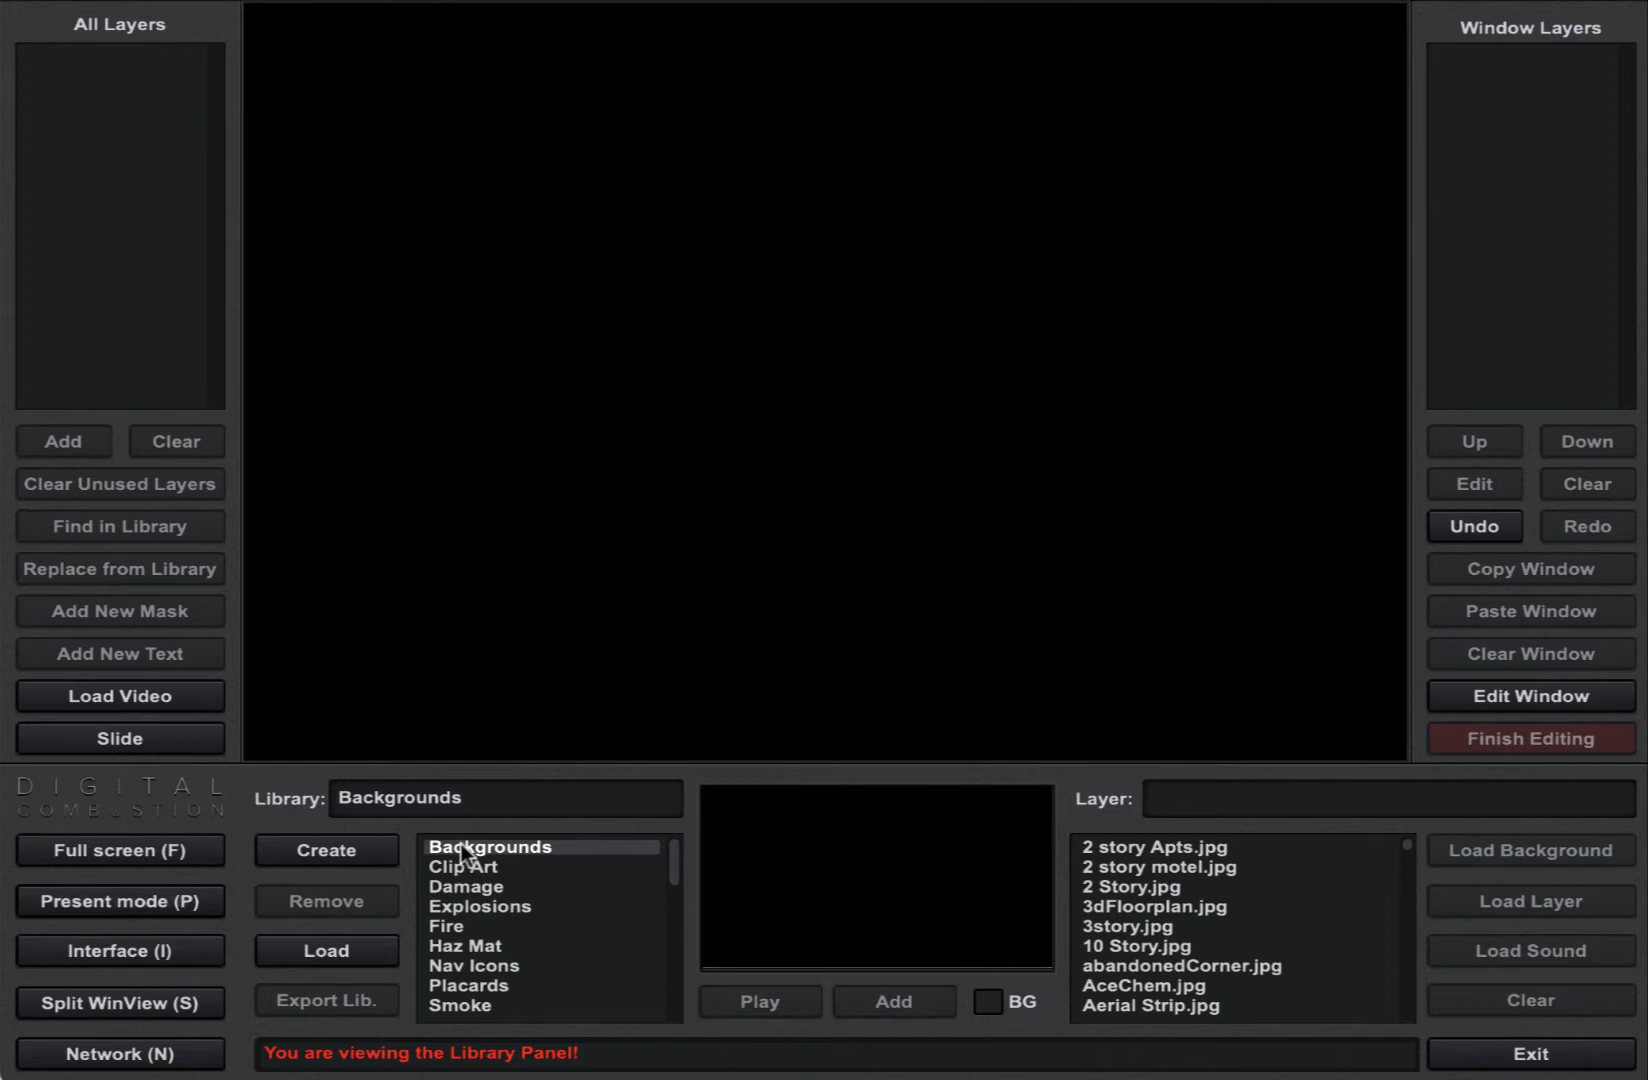 All Layers
Window Layers
Add
Clear
Clear Unused Layers
Find in Library
Replace from Library
Add New Mask
Add New Text
Load Video
Slide
Up
Down
Edit
Clear
Undo
Redo
Copy Window
Paste Window
Clear Window
Edit Window
Finish Editing
DIGITAL
COMBUSTION
Full screen (F)
Present mode (P)
Interface (I)
Split WinView (S)
Network (N)
Library:
Backgrounds
Create
Remove
Load
Export Lib.
Backgrounds
Clip Art
Damage
Explosions
Fire
Haz Mat
Nav Icons
Placards
Smoke
Play
Add
BG
Layer:
2 story Apts.jpg
2 story motel.jpg
2 Story.jpg
3dFloorplan.jpg
3story.jpg
10 Story.jpg
abandonedCorner.jpg
AceChem.jpg
Aerial Strip.jpg
Load Background
Load Layer
Load Sound
Clear
You are viewing the Library Panel!
Exit